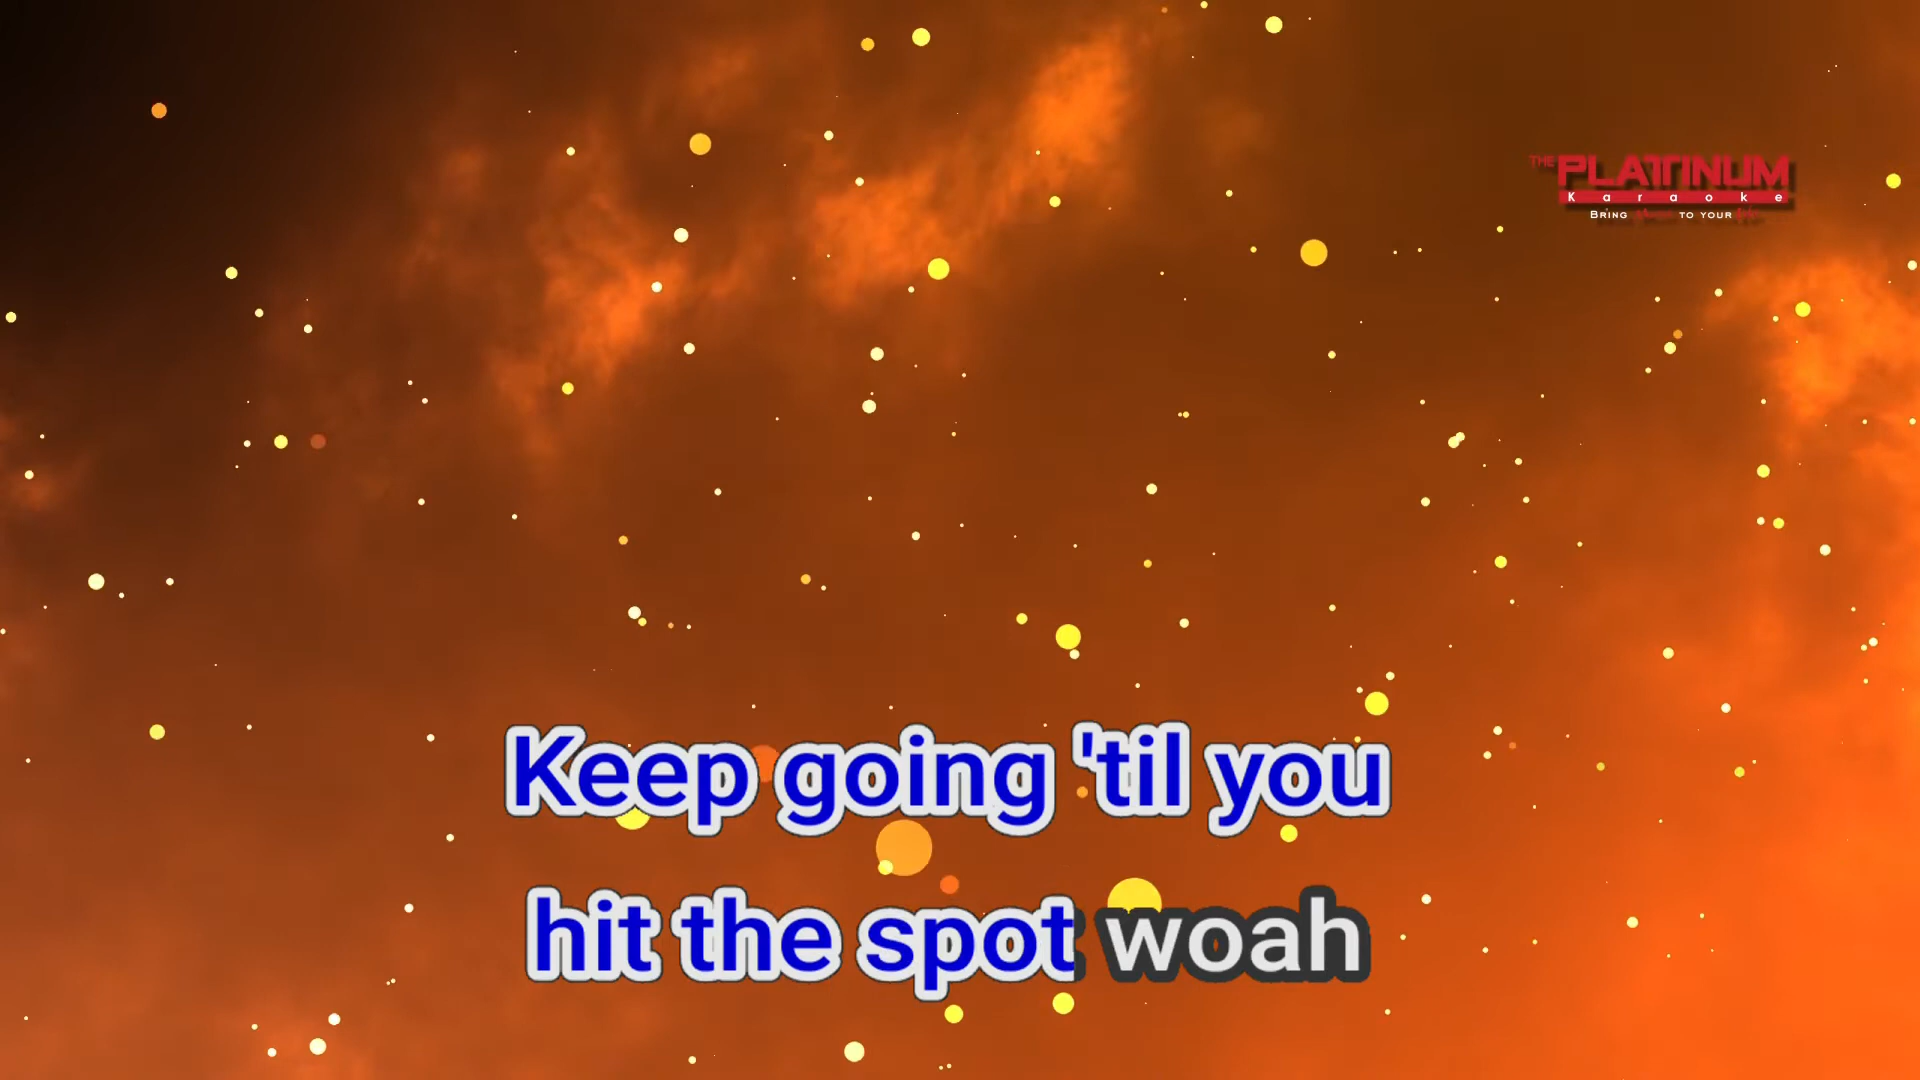 THE PLATINUM
Karaoke
BRING TO YOUR
Keep going 'til you
hit the spot woah